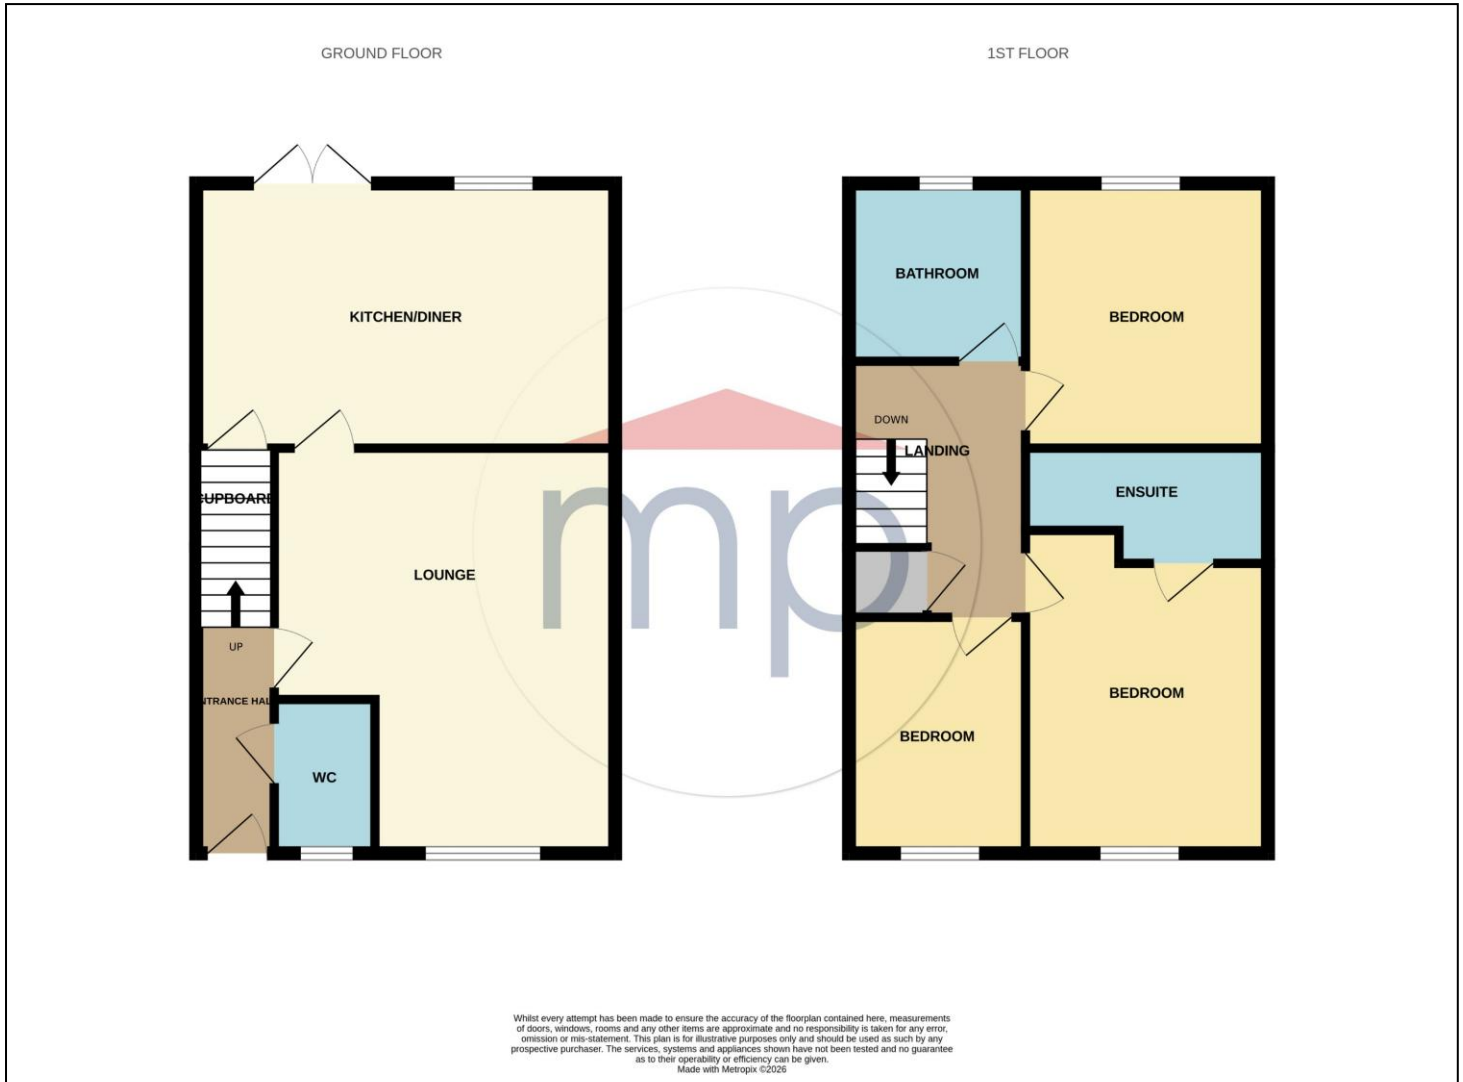 GROUND FLOOR
1ST FLOOR
KITCHEN/DINER
CUPBOARD
LOUNGE
UP
NTRANCE HAL
WC
BATHROOM
BEDROOM
DOWN
LANDING
ENSUITE
BEDROOM
BEDROOM
mp
Whilst every attempt has been made to ensure the accuracy of the floorplan contained here, measurements
of doors, windows, rooms and any other items are approximate and no responsibility is taken for any error,
omission or mis-statement. This plan is for illustrative purposes only and should be used as such by any
prospective purchaser. The services, systems and appliances shown have not been tested and no guarantee
as to their operability or efficiency can be given.
Made with Metropix ©2026